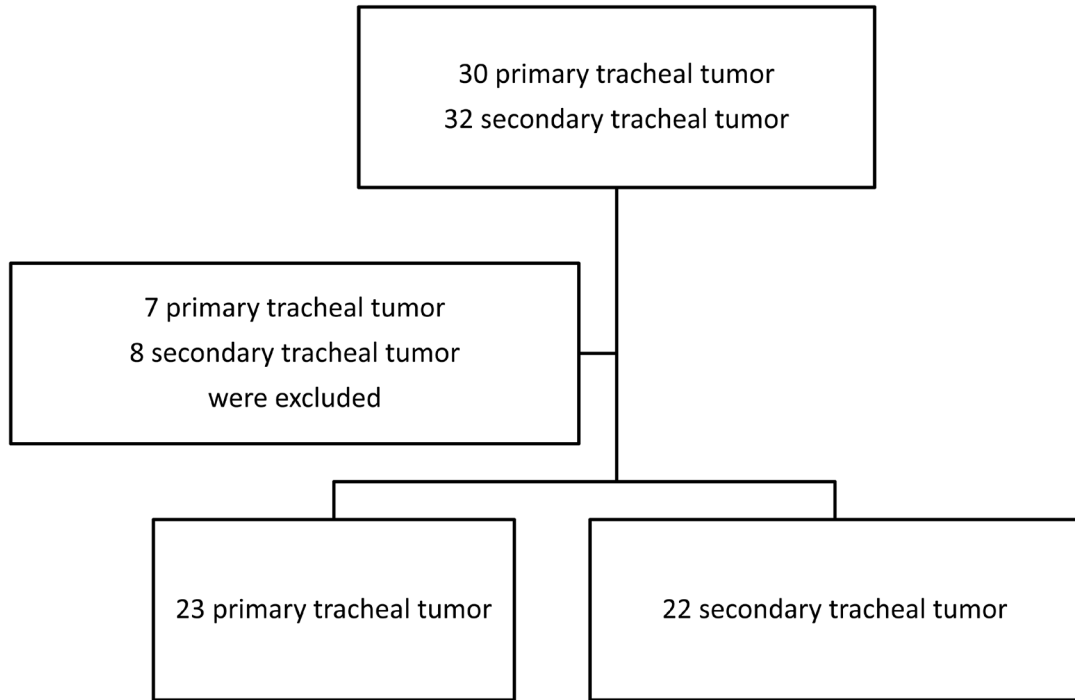 30 primary tracheal tumor
32 secondary tracheal tumor
7 primary tracheal tumor
8 secondary tracheal tumor
were excluded
23 primary tracheal tumor
22 secondary tracheal tumor